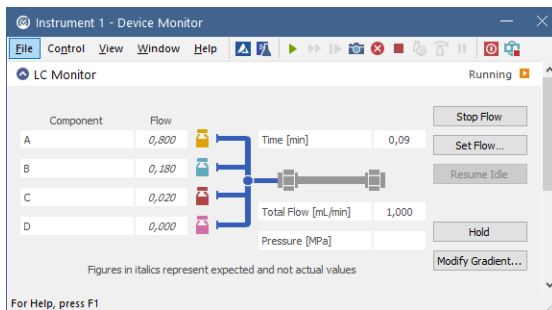 Instrument 1 - Device Monitor
File Control View Window Help
LC Monitor Running
Component Flow
A 0,800
B 0,180
C 0,020
D 0,000
Time [min] 0,09
Total Flow [mL/min] 1,000
Pressure [MPa]
Stop Flow
Set Flow...
Resume Idle
Hold
Modify Gradient...
Figures in italics represent expected and not actual values
For Help, press F1